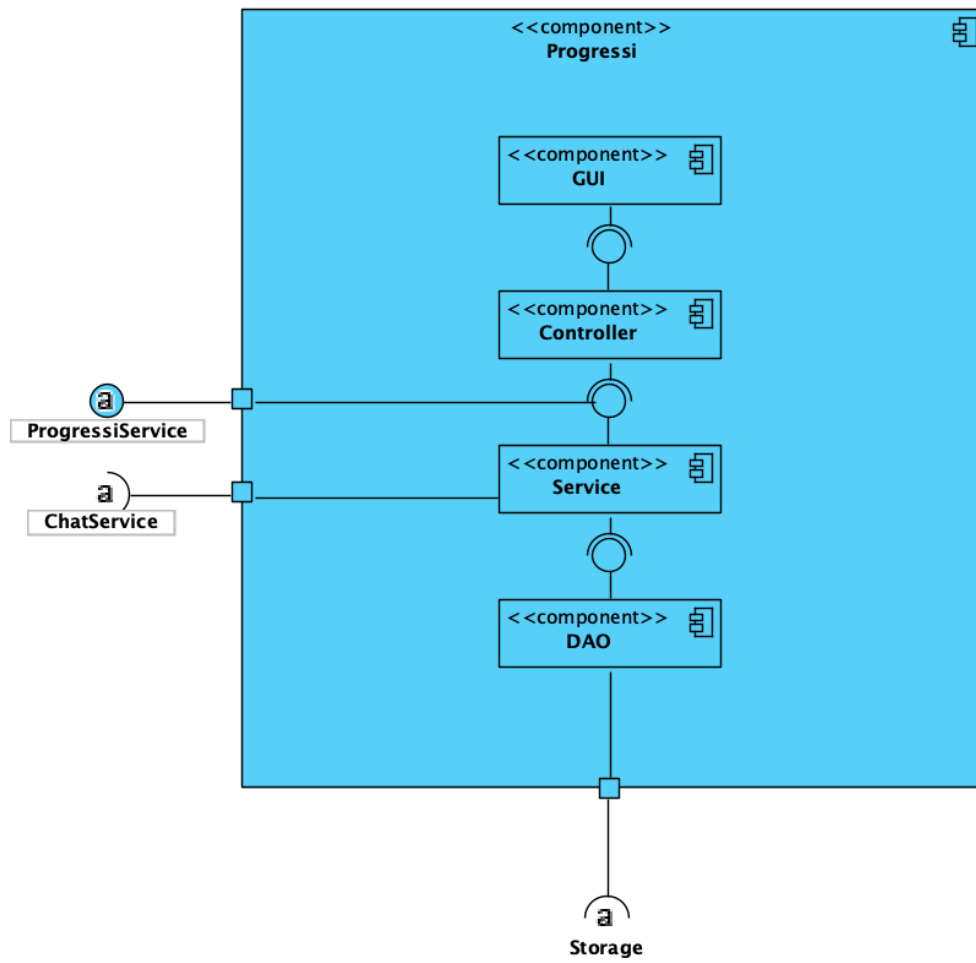 <<component>>
Progressi
<<component>>
GUI
<<component>>
Controller
a
ProgressiService
<<component>>
Service
a
ChatService
<<component>>
DAO
a
Storage